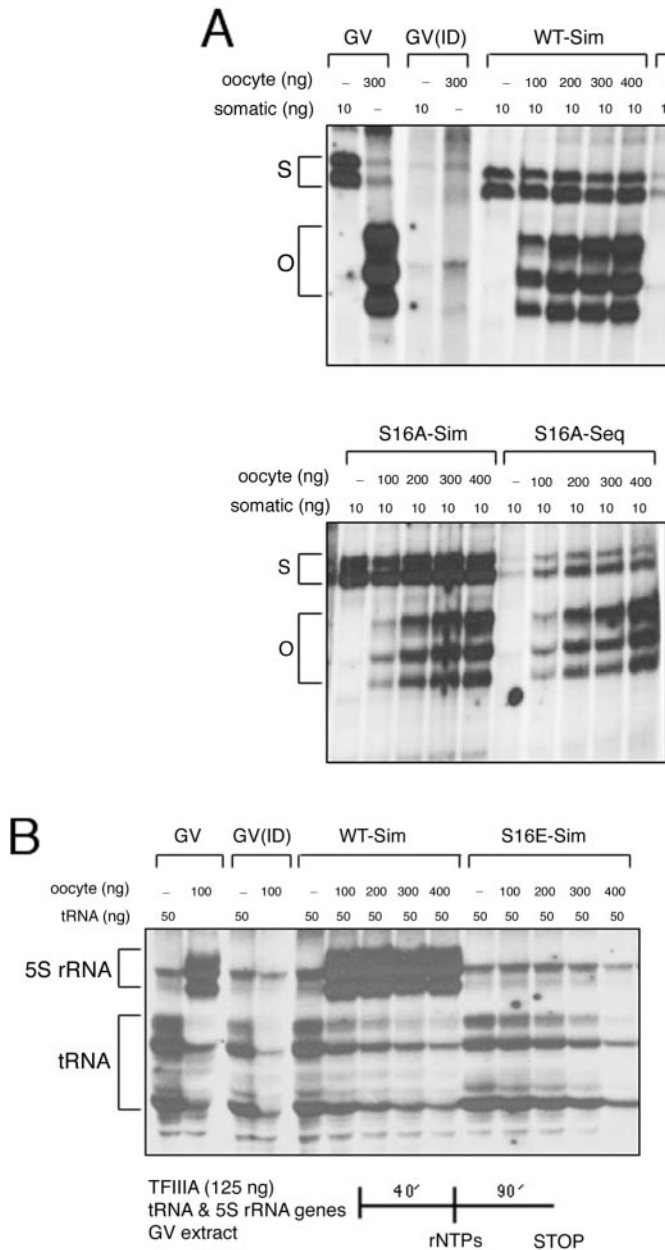 A
GV GV(ID) WT-Sim
oocyte (ng) – 300 – 300 – 100 200 300 400
somatic (ng) 10 – 10 – 10 10 10 10 10 1
S
O
S16A-Sim S16A-Seq
oocyte (ng) – 100 200 300 400 – 100 200 300 400
somatic (ng) 10 10 10 10 10 10 10 10 10 10
S
O
B
GV GV(ID) WT-Sim S16E-Sim
oocyte (ng) – 100 – 100 – 100 200 300 400 – 100 200 300 400
tRNA (ng) 50 50 50 50 50 50 50 50 50 50 50 50 50 50
5S rRNA
tRNA
TFIIIA (125 ng)
tRNA & 5S rRNA genes
GV extract
40′ 90′
rNTPs STOP